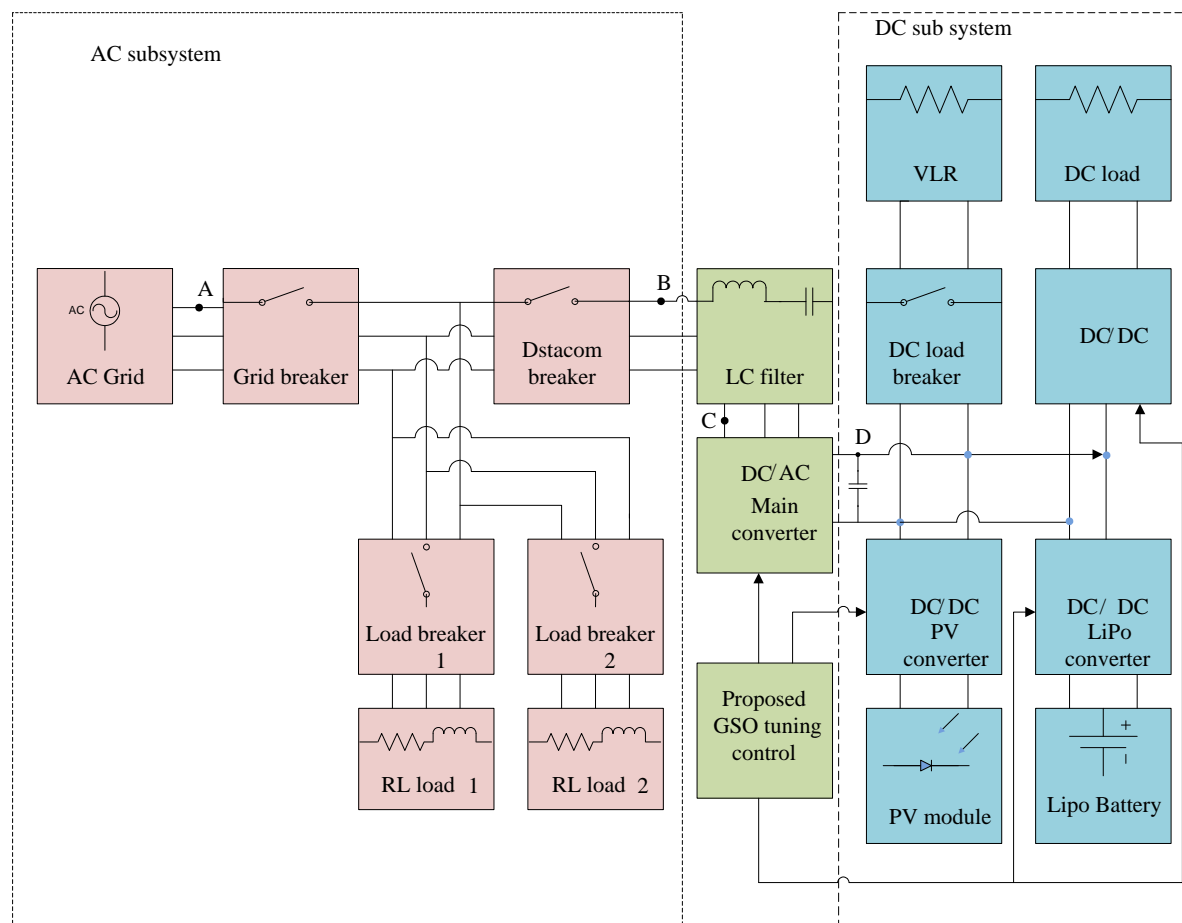 AC subsystem
DC sub system
VLR
DC load
A
B
AC
AC Grid
Grid breaker
Dstacom
breaker
LC filter
DC load
breaker
DC/DC
C
D
DC/AC
Main
converter
Load breaker
1
Load breaker
2
DC/DC
PV
converter
DC/ DC
LiPo
converter
RL load 1
RL load 2
Proposed
GSO tuning
control
PV module
+
-
Lipo Battery